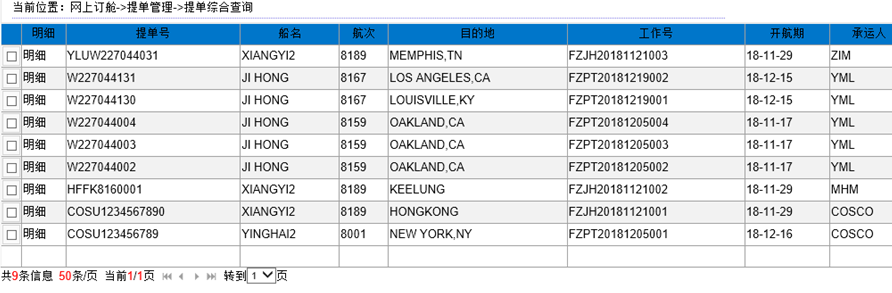 当前位置：网上订舱->提单管理->提单综合查询
明细 提单号 船名 航次 目的地 工作号 开航期 承运人
明细 YLUW227044031 XIANGYI2 8189 MEMPHIS,TN FZJH20181121003 18-11-29 ZIM
明细 W227044131 JI HONG 8167 LOS ANGELES,CA FZPT20181219002 18-12-15 YML
明细 W227044130 JI HONG 8167 LOUISVILLE,KY FZPT20181219001 18-12-15 YML
明细 W227044004 JI HONG 8159 OAKLAND,CA FZPT20181205004 18-11-17 YML
明细 W227044003 JI HONG 8159 OAKLAND,CA FZPT20181205003 18-11-17 YML
明细 W227044002 JI HONG 8159 OAKLAND,CA FZPT20181205002 18-11-17 YML
明细 HFFK8160001 XIANGYI2 8189 KEELUNG FZJH20181121002 18-11-29 MHM
明细 COSU1234567890 XIANGYI2 8189 HONGKONG FZJH20181121001 18-11-29 COSCO
明细 COSU123456789 YINGHAI2 8001 NEW YORK,NY FZPT20181205001 18-12-16 COSCO
共9条信息 50条/页 当前1/1页 转到 1 页